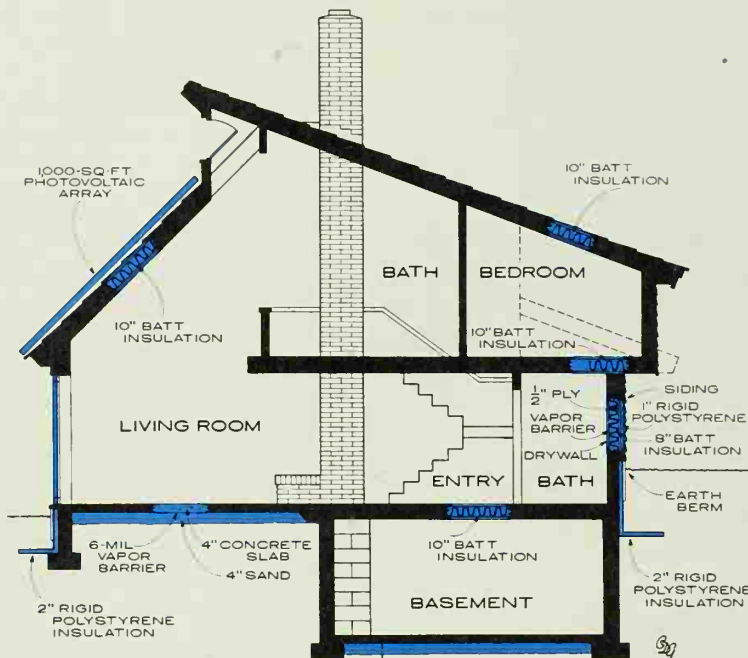 1,000-SQ-FT
PHOTOVOLTAIC
ARRAY
10" BATT
INSULATION
10" BATT
INSULATION
BATH
BEDROOM
10" BATT
INSULATION
LIVING ROOM
1/2" PLY
VAPOR
BARRIER
DRYWALL
SIDING
1" RIGID
POLYSTYRENE
8" BATT
INSULATION
ENTRY
BATH
EARTH
BERM
6-MIL
VAPOR
BARRIER
4" CONCRETE
SLAB
4" SAND
10" BATT
INSULATION
2" RIGID
POLYSTYRENE
INSULATION
2" RIGID
POLYSTYRENE
INSULATION
BASEMENT